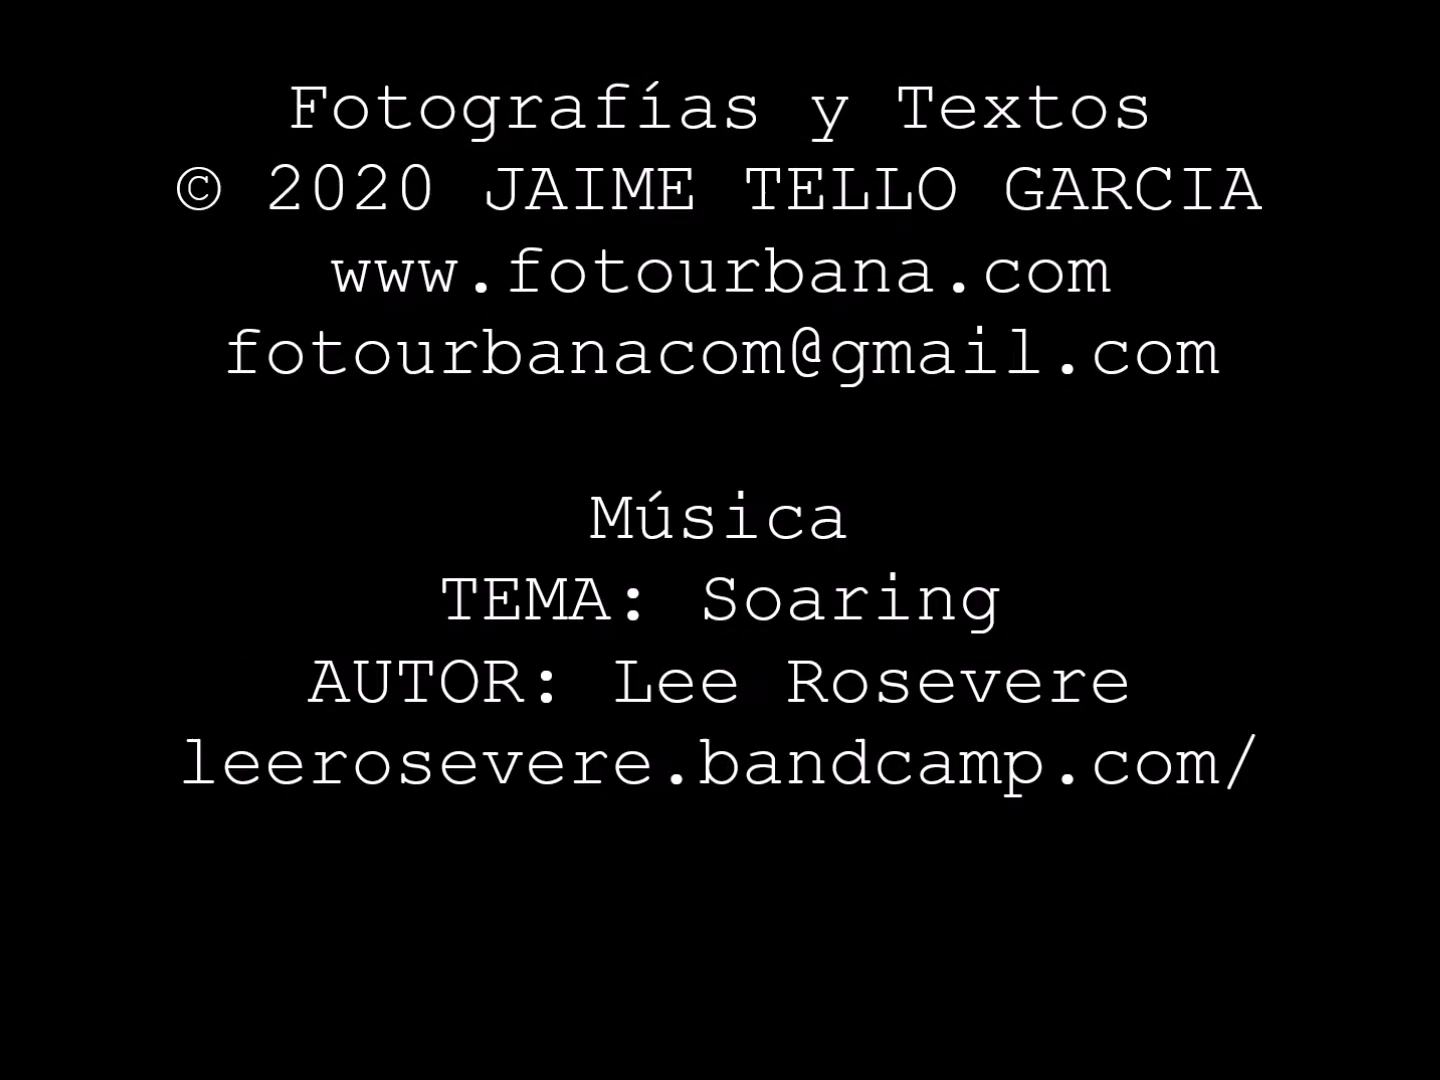 Fotografías y Textos
© 2020 JAIME TELLO GARCIA
www.fotourbana.com
fotourbanacom@gmail.com
Música
TEMA: Soaring
AUTOR: Lee Rosevere
leerosevere.bandcamp.com/